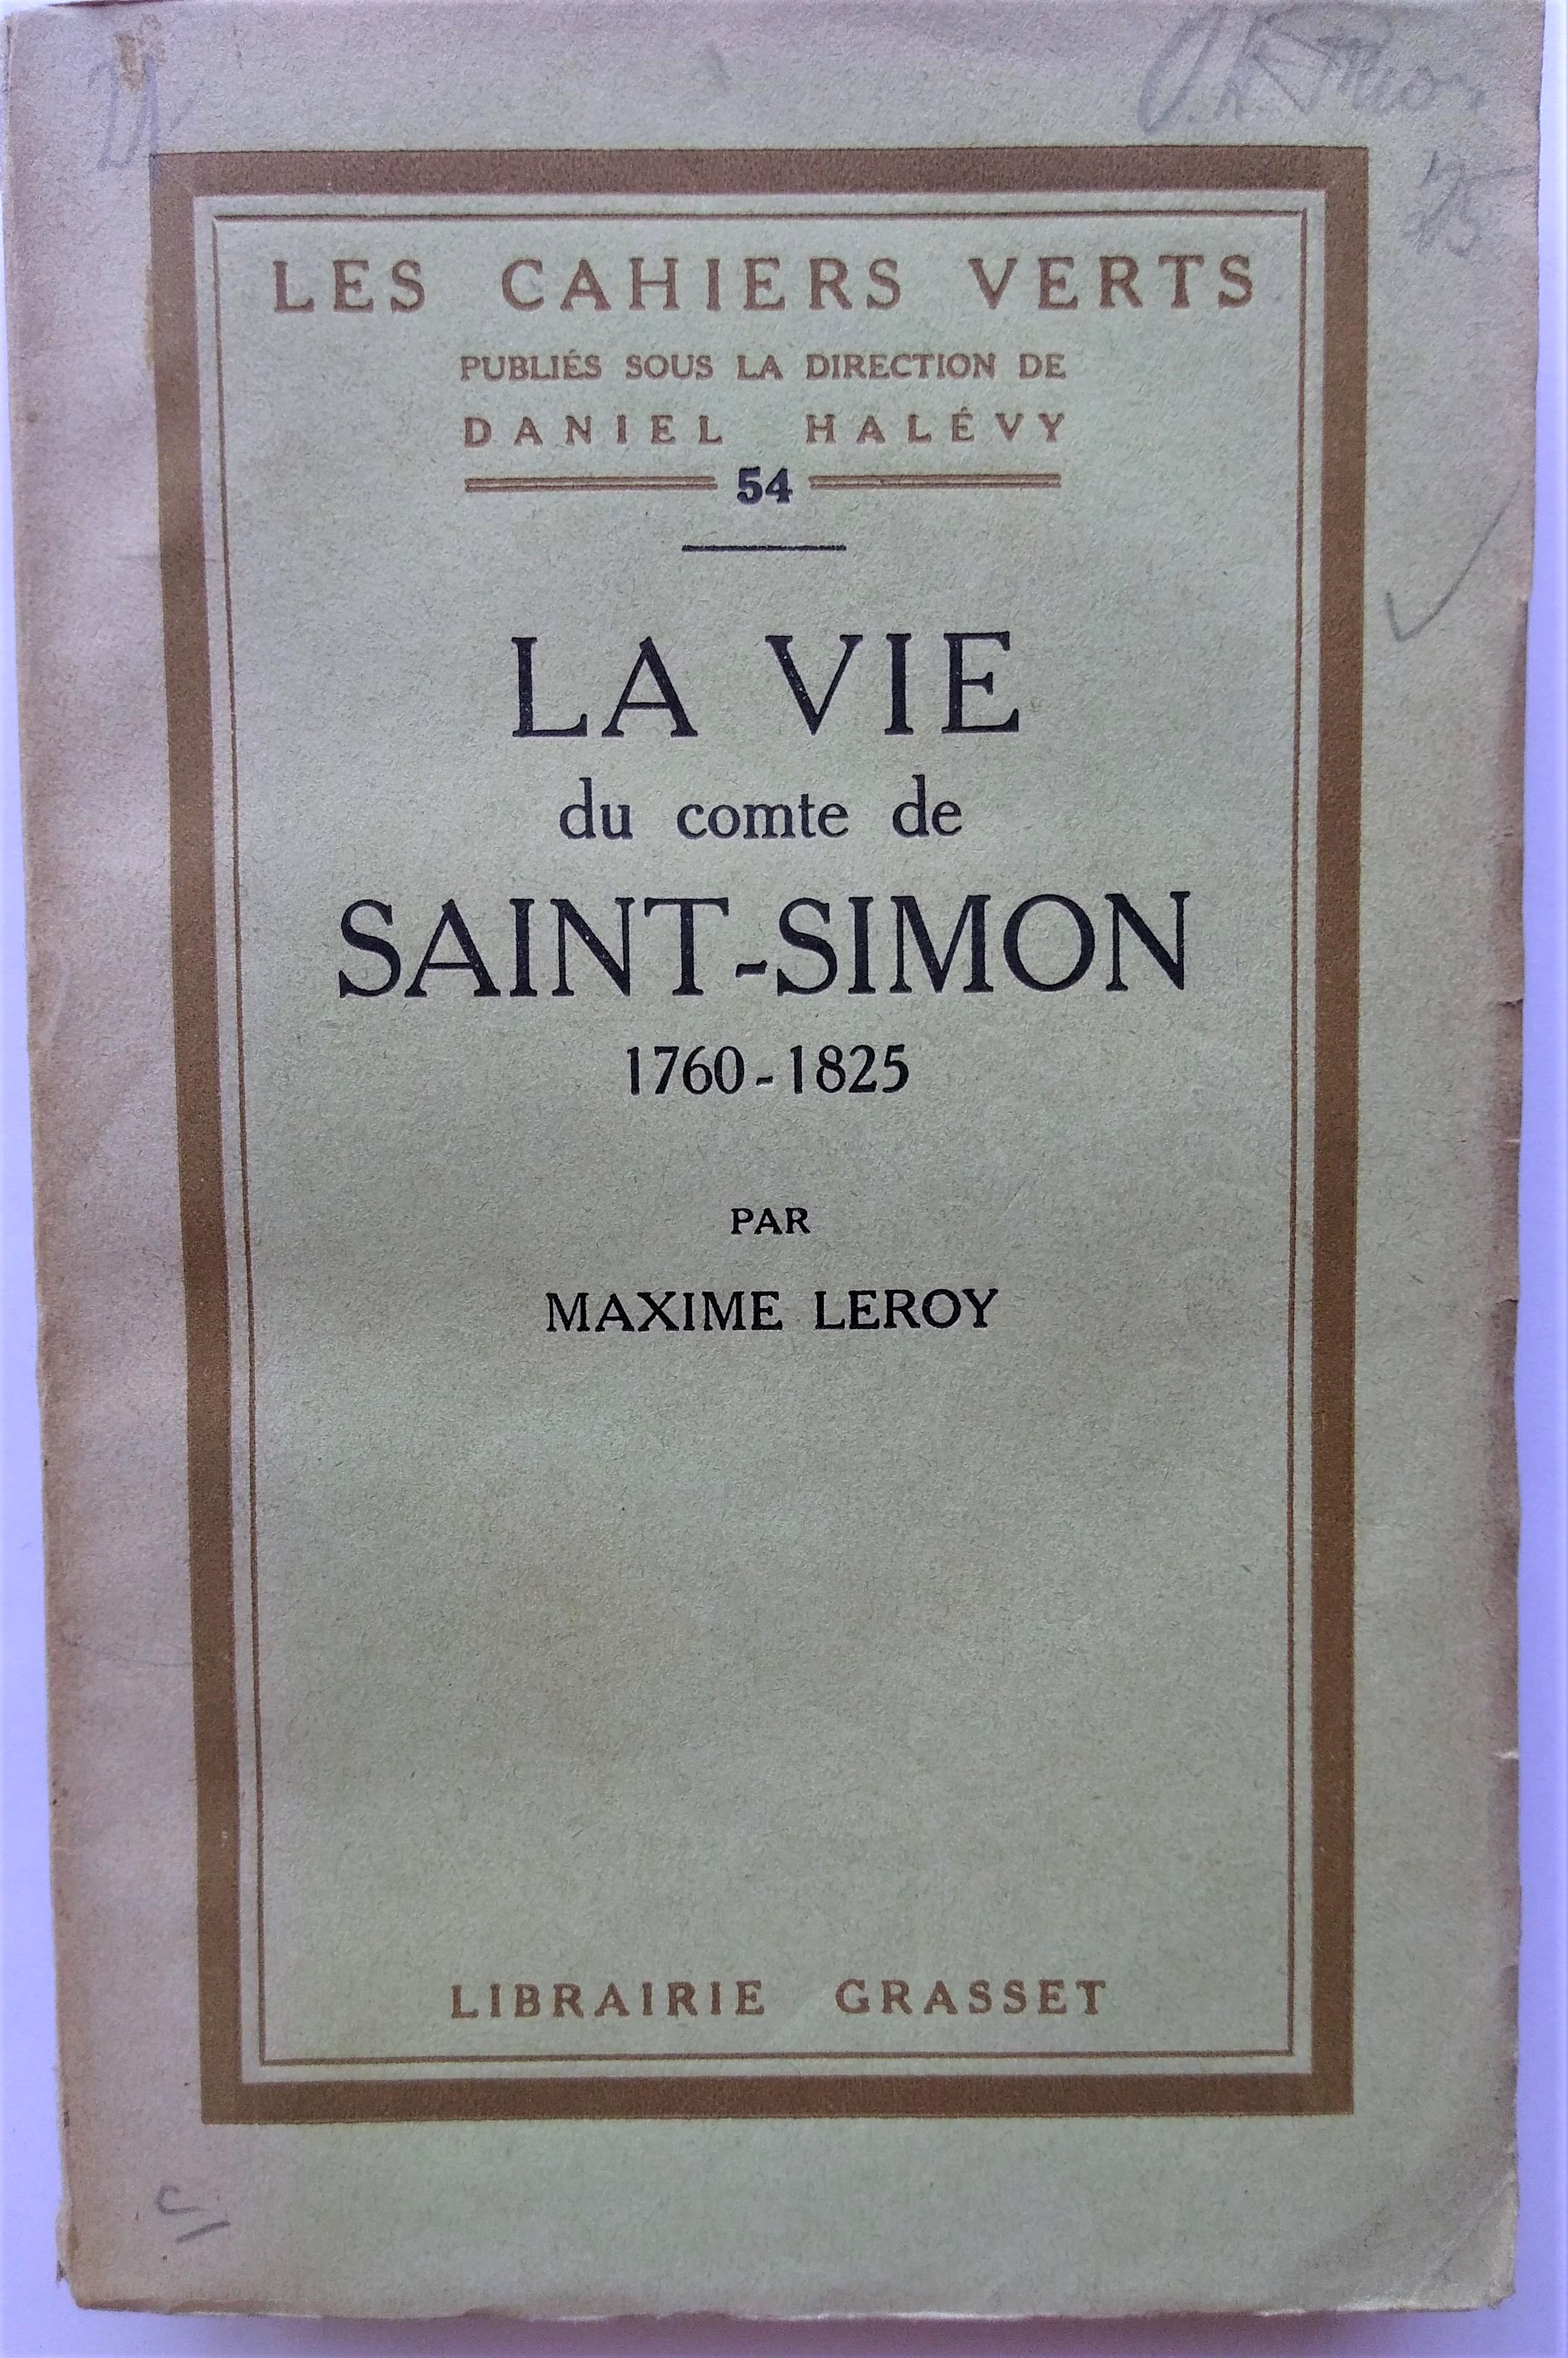 LES CAHIERS VERTS
PUBLIÉS SOUS LA DIRECTION DE
DANIEL HALÉVY
54
LA VIE
du comte de
SAINT-SIMON
1760-1825
PAR
MAXIME LEROY
LIBRAIRIE GRASSET